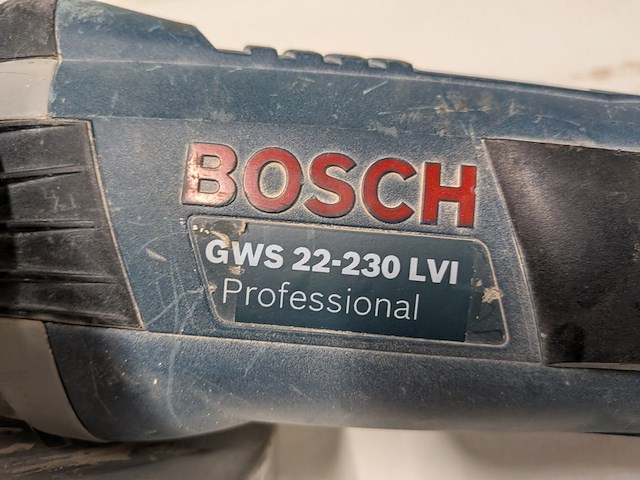 BOSCH
GWS 22-230 LVI
Professional